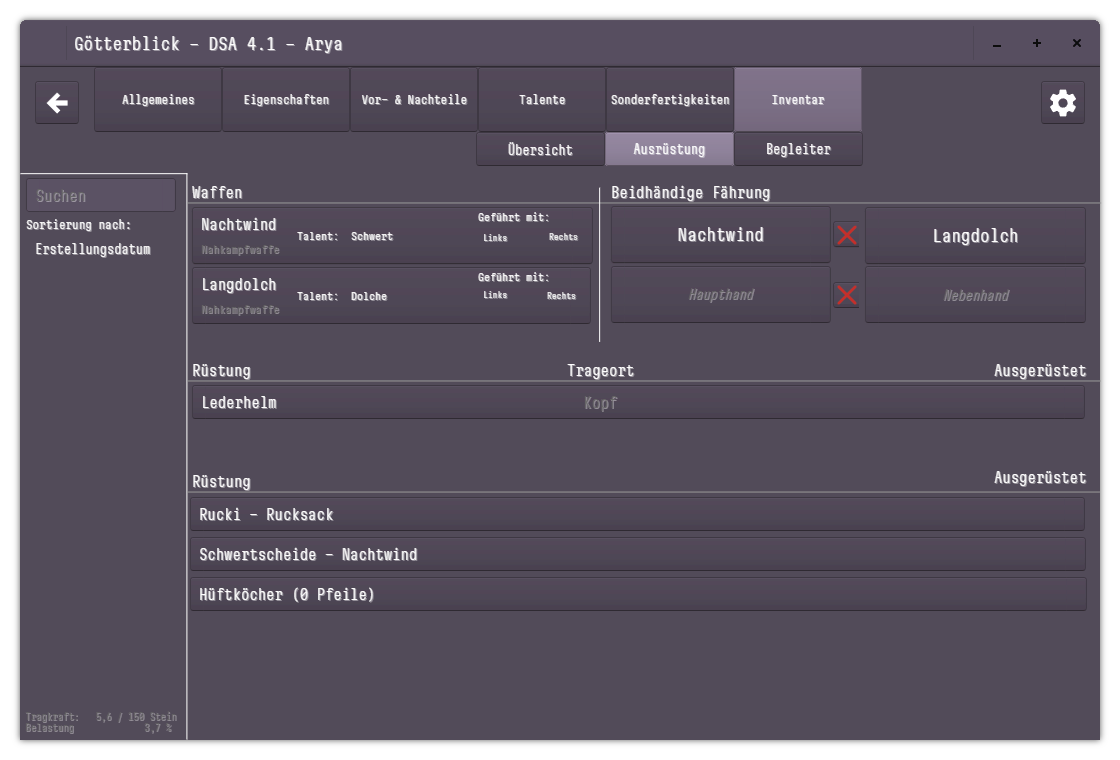 Götterblick – DSA 4.1 – Arya
Allgemeines
Eigenschaften
Vor- & Nachteile
Talente
Sonderfertigkeiten
Inventar
Übersicht
Ausrüstung
Begleiter
Suchen
Sortierung nach:
Erstellungsdatum
Waffen
Nachtwind
Nahkampfwaffe
Talent: Schwert
Geführt mit:
Links Rechts
Langdolch
Nahkampfwaffe
Talent: Dolche
Geführt mit:
Links Rechts
Beidhändige Fährung
Nachtwind
Langdolch
Haupthand
Nebenhand
Rüstung Trageort Ausgerüstet
Lederhelm Kopf
Rüstung Ausgerüstet
Rucki – Rucksack
Schwertscheide – Nachtwind
Hüftköcher (0 Pfeile)
Tragkraft: 5,6 / 150 Stein
Belastung 3,7 %